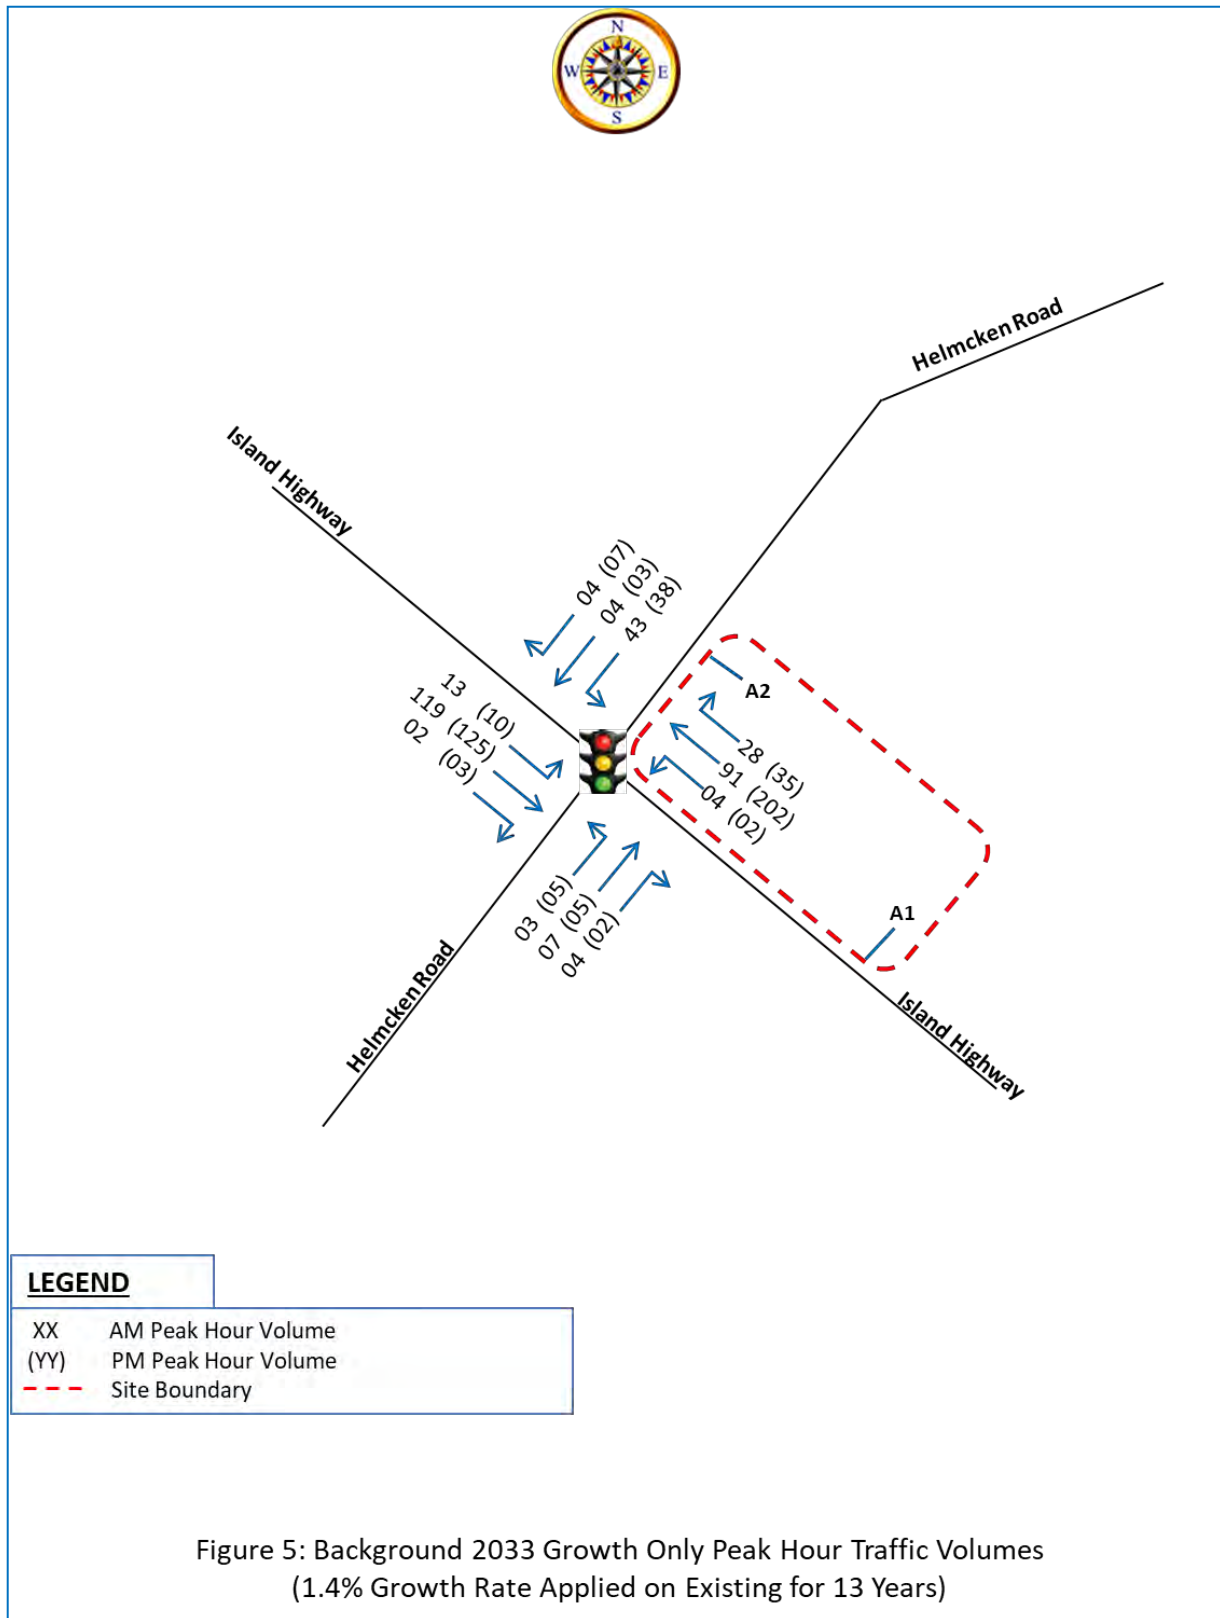 N
W E
S
Helmcken Road
Island Highway
04 (07)
04 (03)
43 (38)
A2
13 (10)
119 (125)
02 (03)
28 (35)
91 (202)
04 (02)
03 (05)
07 (05)
04 (02)
A1
Helmcken Road
Island Highway
LEGEND
XX AM Peak Hour Volume
(YY) PM Peak Hour Volume
Site Boundary
Figure 5: Background 2033 Growth Only Peak Hour Traffic Volumes
(1.4% Growth Rate Applied on Existing for 13 Years)